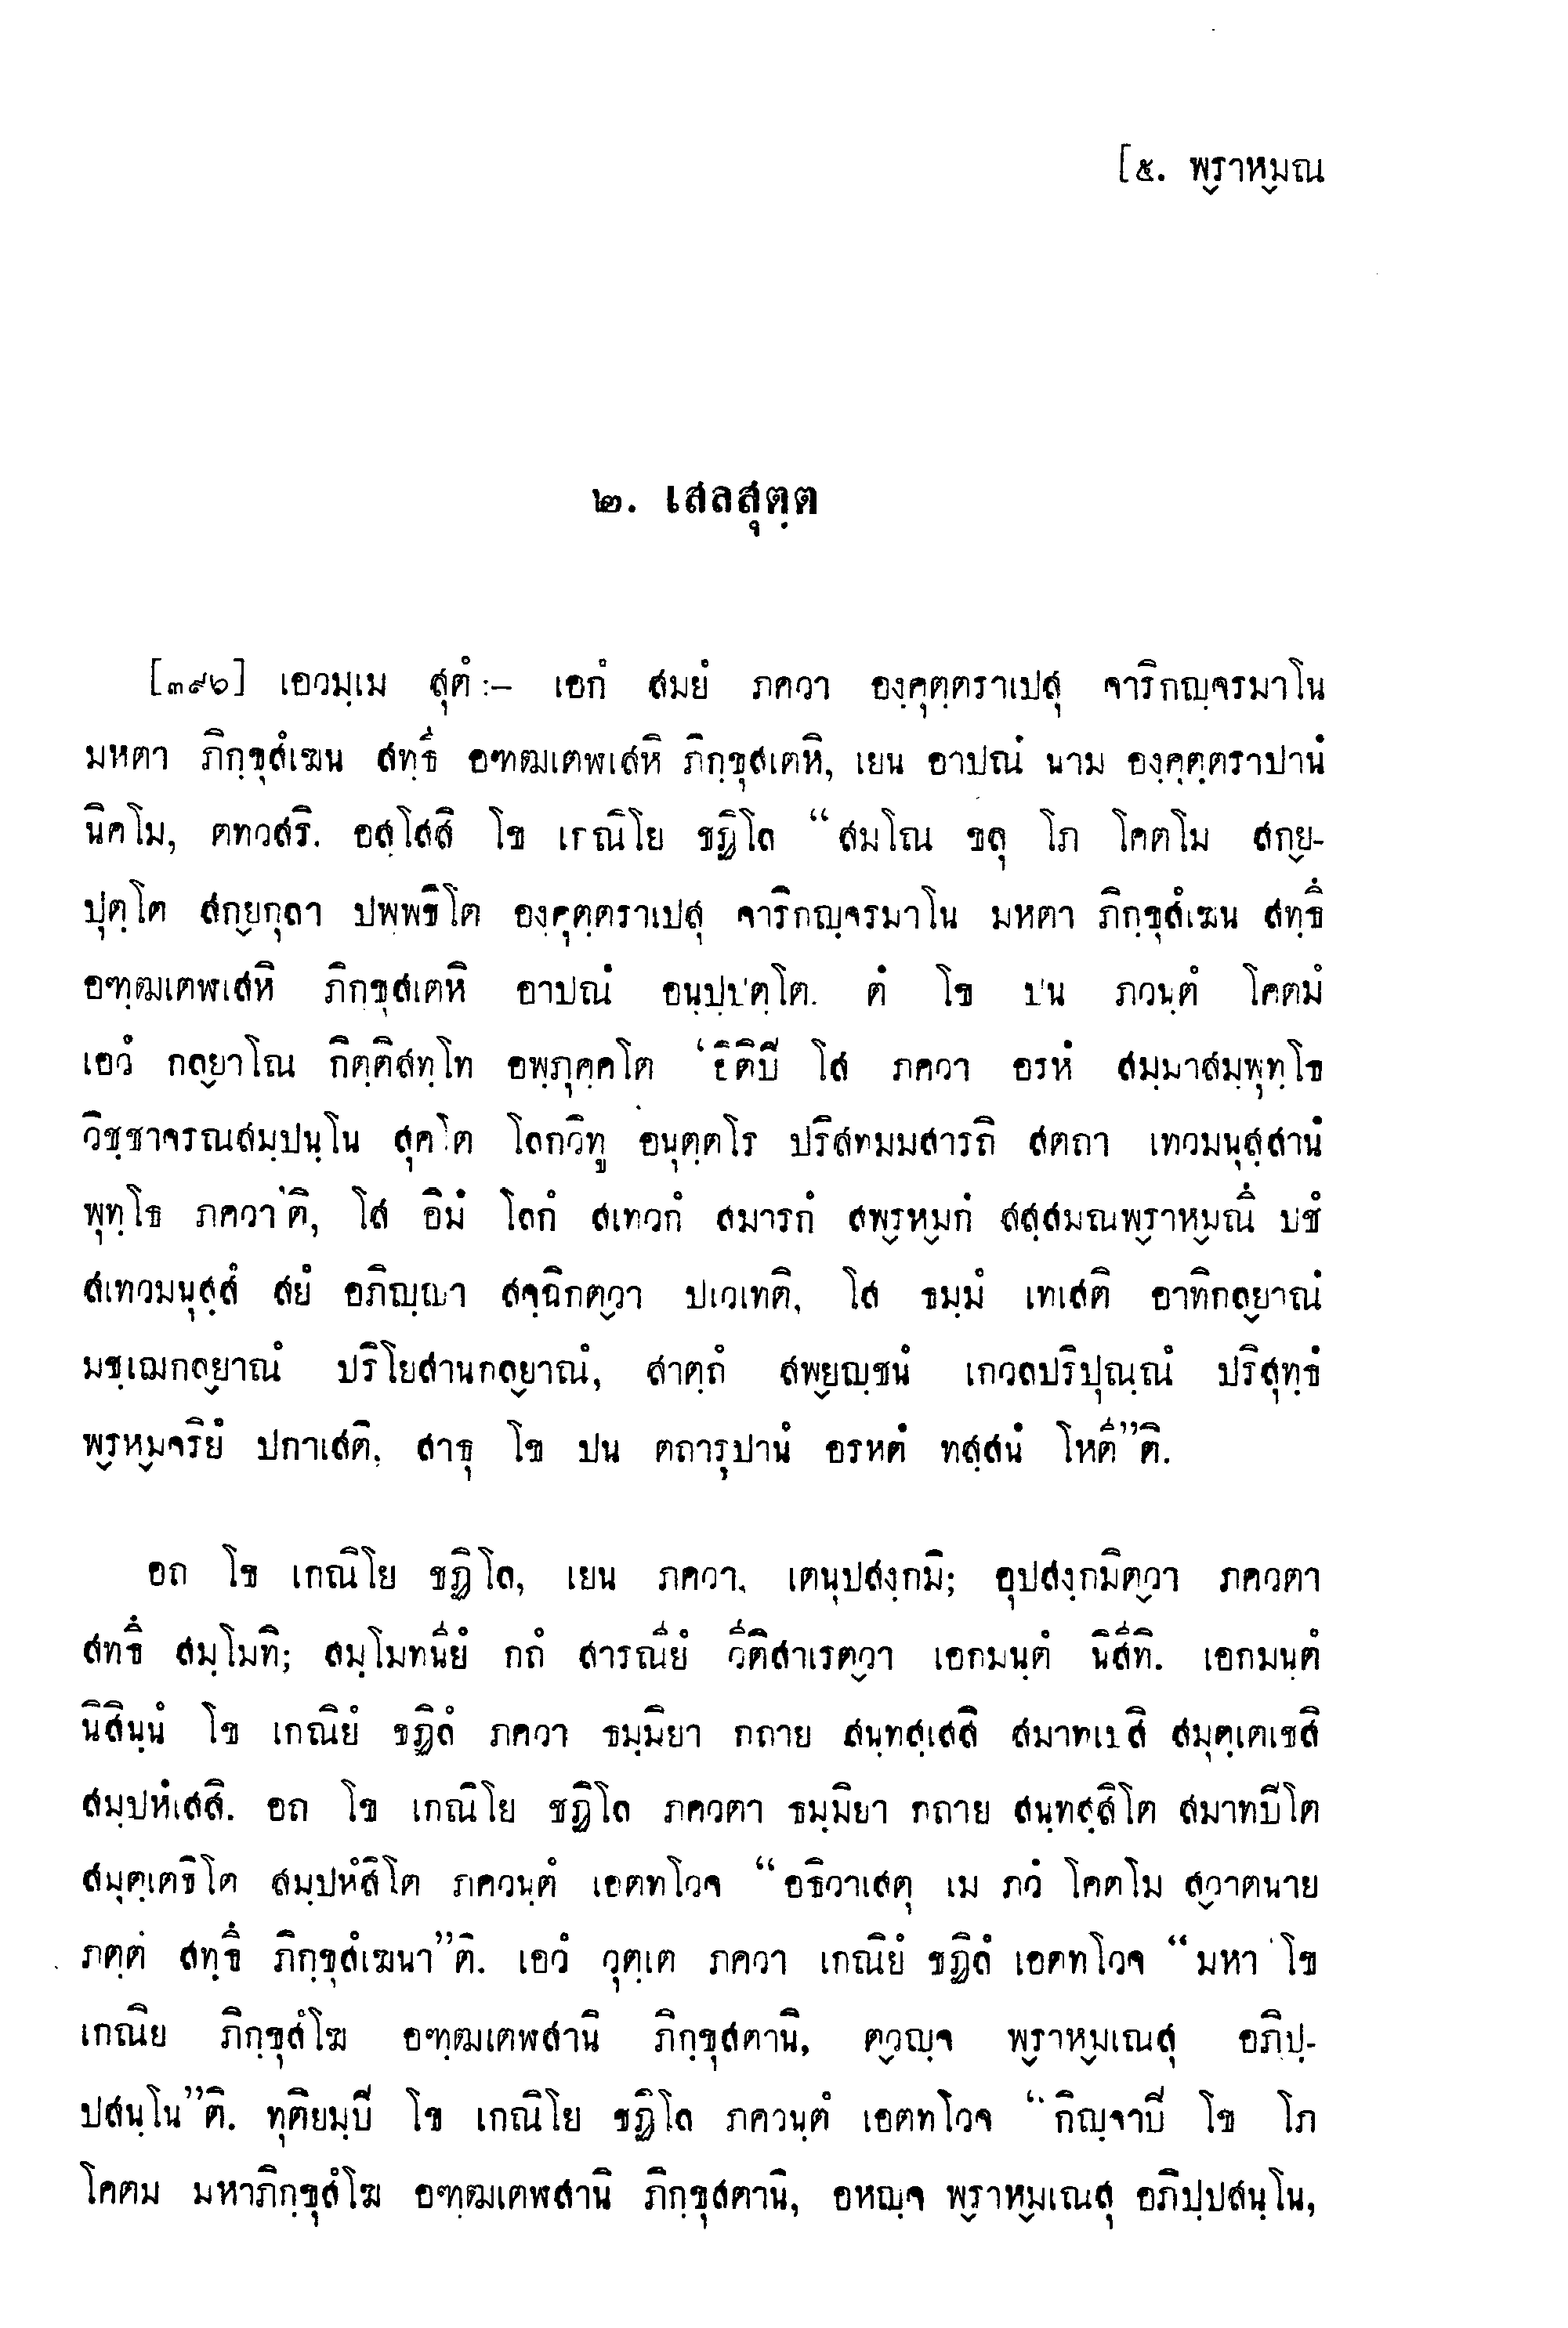 [๕. พฺราหฺมณ
๒. เสลสุตฺต
[๓๙๖] เอวมฺเม สุตํ :– เอกํ สมยํ ภควา องฺคุตฺตราเปสุ จาริกญฺจรมาโน
มหตา ภิกฺขุสํเฆน สทฺธึ อฑฒเตฬเสหิ ภิกฺขุสเตหิ, เยน อาปณํ นาม องฺคุตฺตราปานํ
นิคโม, ตทวสริ. อสฺโสสิ โข เกณิโย ชฏิโล “สมโณ ขลุ โภ โคตโม สกฺย-
ปุตฺโต สกฺยกุลา ปพฺพชิโต องฺคุตฺตราเปสุ จาริกญฺจรมาโน มหตา ภิกฺขุสํเฆน สทฺธึ
อฑฺฒเตฬเสหิ ภิกฺขุสเตหิ อาปณํ อนุปฺปตฺโต. ตํ โข ปน ภวนฺตํ โคตมํ
เอวํ กลฺยาโณ กิตฺติสทฺโท อพฺภุคฺคโต ‘อิติปิ โส ภควา อรหํ สมฺมาสมฺพุทฺโธ
วิชฺชาจรณสมฺปนฺโน สุคโต โลกวิทู อนุตฺตโร ปริสทมมสารถิ สตถา เทวมนุสฺสานํ
พุทฺโธ ภควา’ติ, โส อิมํ โลกํ สเทวกํ สมารกํ สพฺรหฺมกํ สสฺสมณพฺราหฺมณึ ปชํ
สเทวมนุสฺสํ สยํ อภิญฺญา สจฺฉิกตฺวา ปเวเทติ, โส ธมฺมํ เทเสติ อาทิกลฺยาณํ
มชฺเฌกลฺยาณํ ปริโยสานกลฺยาณํ, สาตฺถํ สพฺยญฺชนํ เกวลปริปุณฺณํ ปริสุทฺธํ
พฺรหฺมจริยํ ปกาเสติ, สาธุ โข ปน ตถารุปานํ อรหตํ ทสฺสนํ โหตี”ติ.
อถ โข เกณิโย ชฏิโล, เยน ภควา, เตนุปสงฺกมิ; อุปสงฺกมิตฺวา ภควตา
สทธึ สมฺโมทิ; สมฺโมทนียํ กถํ สารณียํ วีติสาเรตฺวา เอกมนฺตํ นิสีทิ. เอกมนฺตํ
นิสินฺนํ โข เกณิยํ ชฏิลํ ภควา ธมฺมิยา กถาย สนฺทสฺเสสิ สมาทเปสิ สมุตฺเตเชสิ
สมฺปหํเสสิ. อถ โข เกณิโย ชฏิโล ภควตา ธมฺมิยา กถาย สนฺทสฺสิโต สมาทปิโต
สมุตฺเตชิโต สมฺปหํสิโต ภควนฺตํ เอตทโวจ “อธิวาเสตุ เม ภวํ โคตโม สฺวาตนาย
ภตฺตํ สทฺธึ ภิกฺขุสํเฆนา”ติ. เอวํ วุตฺเต ภควา เกณิยํ ชฏิลํ เอตทโวจ “มหา โข
เกณิย ภิกฺขุสํโฆ อฑฺฒเตฬสานิ ภิกฺขุสตานิ, ตฺวญฺจ พฺราหฺมเณสุ อภิปฺ-
ปสนฺโน”ติ. ทุติยมฺปิ โข เกณิโย ชฏิโล ภควนฺตํ เอตทโวจ “กิญฺจาปิ โข โภ
โคตม มหาภิกฺขุสํโฆ อฑฺฒเตฬสานิ ภิกฺขุสตานิ, อหญฺจ พฺราหฺมเณสุ อภิปฺปสนฺโน,